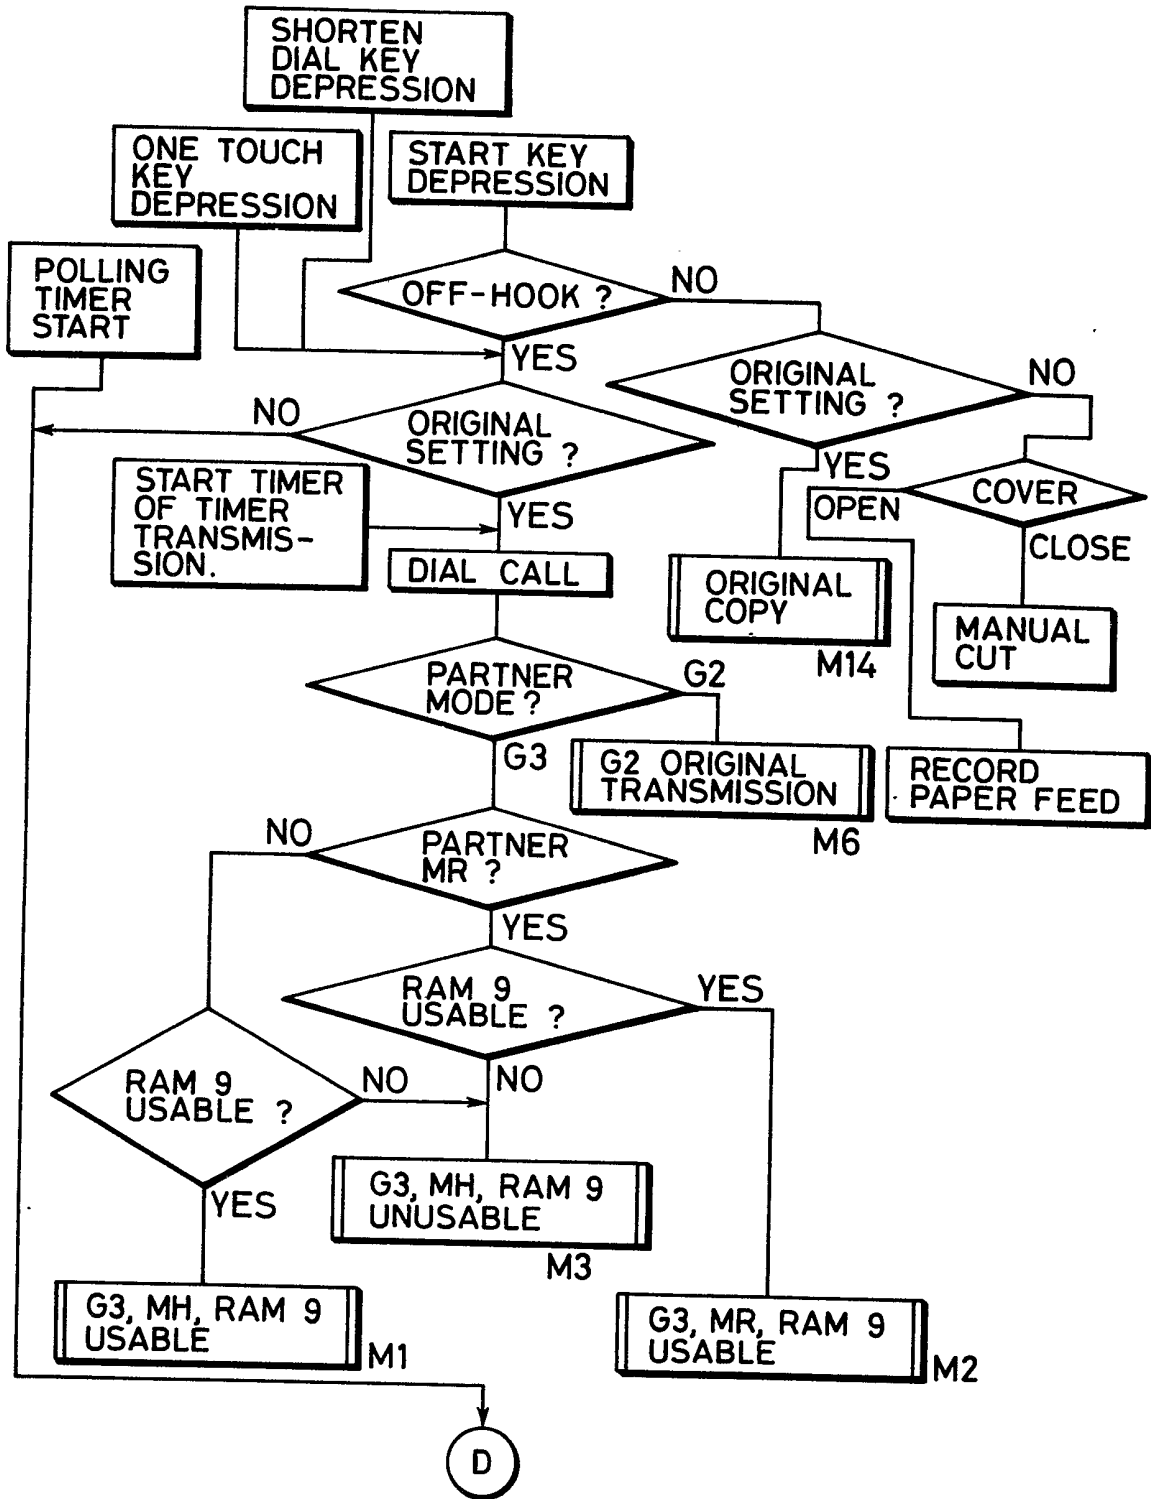 SHORTEN
DIAL KEY
DEPRESSION
ONE TOUCH
KEY
DEPRESSION
START KEY
DEPRESSION
POLLING
TIMER
START
OFF-HOOK ?
NO
YES
ORIGINAL
SETTING ?
NO
NO
ORIGINAL
SETTING ?
YES
COVER
OPEN
CLOSE
START TIMER
OF TIMER
TRANSMIS-
SION.
YES
DIAL CALL
ORIGINAL
COPY
M14
MANUAL
CUT
PARTNER
MODE ?
G2
G3
G2 ORIGINAL
TRANSMISSION
M6
RECORD
PAPER FEED
NO
PARTNER
MR ?
YES
RAM 9
USABLE ?
YES
NO
RAM 9
USABLE ?
NO
YES
G3, MH, RAM 9
UNUSABLE
M3
G3, MH, RAM 9
USABLE
M1
G3, MR, RAM 9
USABLE
M2
D